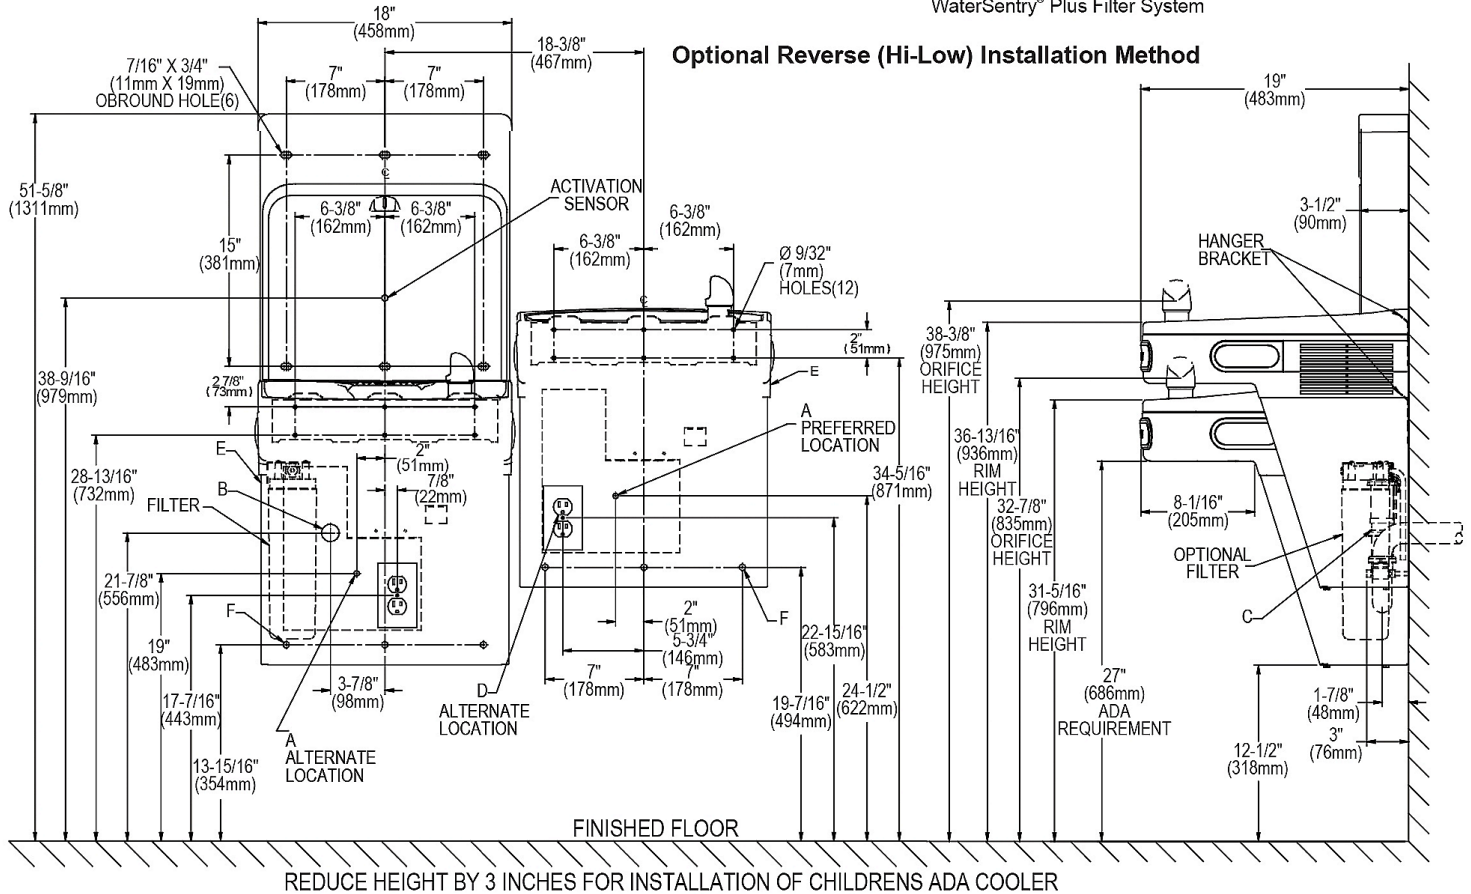 WaterSentry® Plus Filter System
Optional Reverse (Hi-Low) Installation Method
18"
(458mm)
18-3/8"
(467mm)
7/16" X 3/4"
(11mm X 19mm)
OBROUND HOLE(6)
7"
(178mm)
7"
(178mm)
19"
(483mm)
51-5/8"
(1311mm)
ACTIVATION
SENSOR
6-3/8"
(162mm)
6-3/8"
(162mm)
6-3/8"
(162mm)
6-3/8"
(162mm)
3-1/2"
(90mm)
15"
(381mm)
Ø 9/32"
(7mm)
HOLES(12)
HANGER
BRACKET
2"
(51mm)
38-3/8"
(975mm)
ORIFICE
HEIGHT
38-9/16"
(979mm)
2 7/8"
(73mm)
E
A
PREFERRED
LOCATION
36-13/16"
(936mm)
RIM
HEIGHT
E
2"
(51mm)
28-13/16"
(732mm)
7/8"
(22mm)
34-5/16"
(871mm)
B
FILTER
32-7/8"
(835mm)
ORIFICE
HEIGHT
8-1/16"
(205mm)
OPTIONAL
FILTER
21-7/8"
(556mm)
31-5/16"
(796mm)
RIM
HEIGHT
F
2"
(51mm)
F
C
22-15/16"
(583mm)
19"
(483mm)
5-3/4"
(146mm)
7"
(178mm)
7"
(178mm)
3-7/8"
(98mm)
17-7/16"
(443mm)
D
ALTERNATE
LOCATION
24-1/2"
(622mm)
19-7/16"
(494mm)
27"
(686mm)
ADA
REQUIREMENT
1-7/8"
(48mm)
A
ALTERNATE
LOCATION
3"
(76mm)
13-15/16"
(354mm)
12-1/2"
(318mm)
FINISHED FLOOR
REDUCE HEIGHT BY 3 INCHES FOR INSTALLATION OF CHILDRENS ADA COOLER